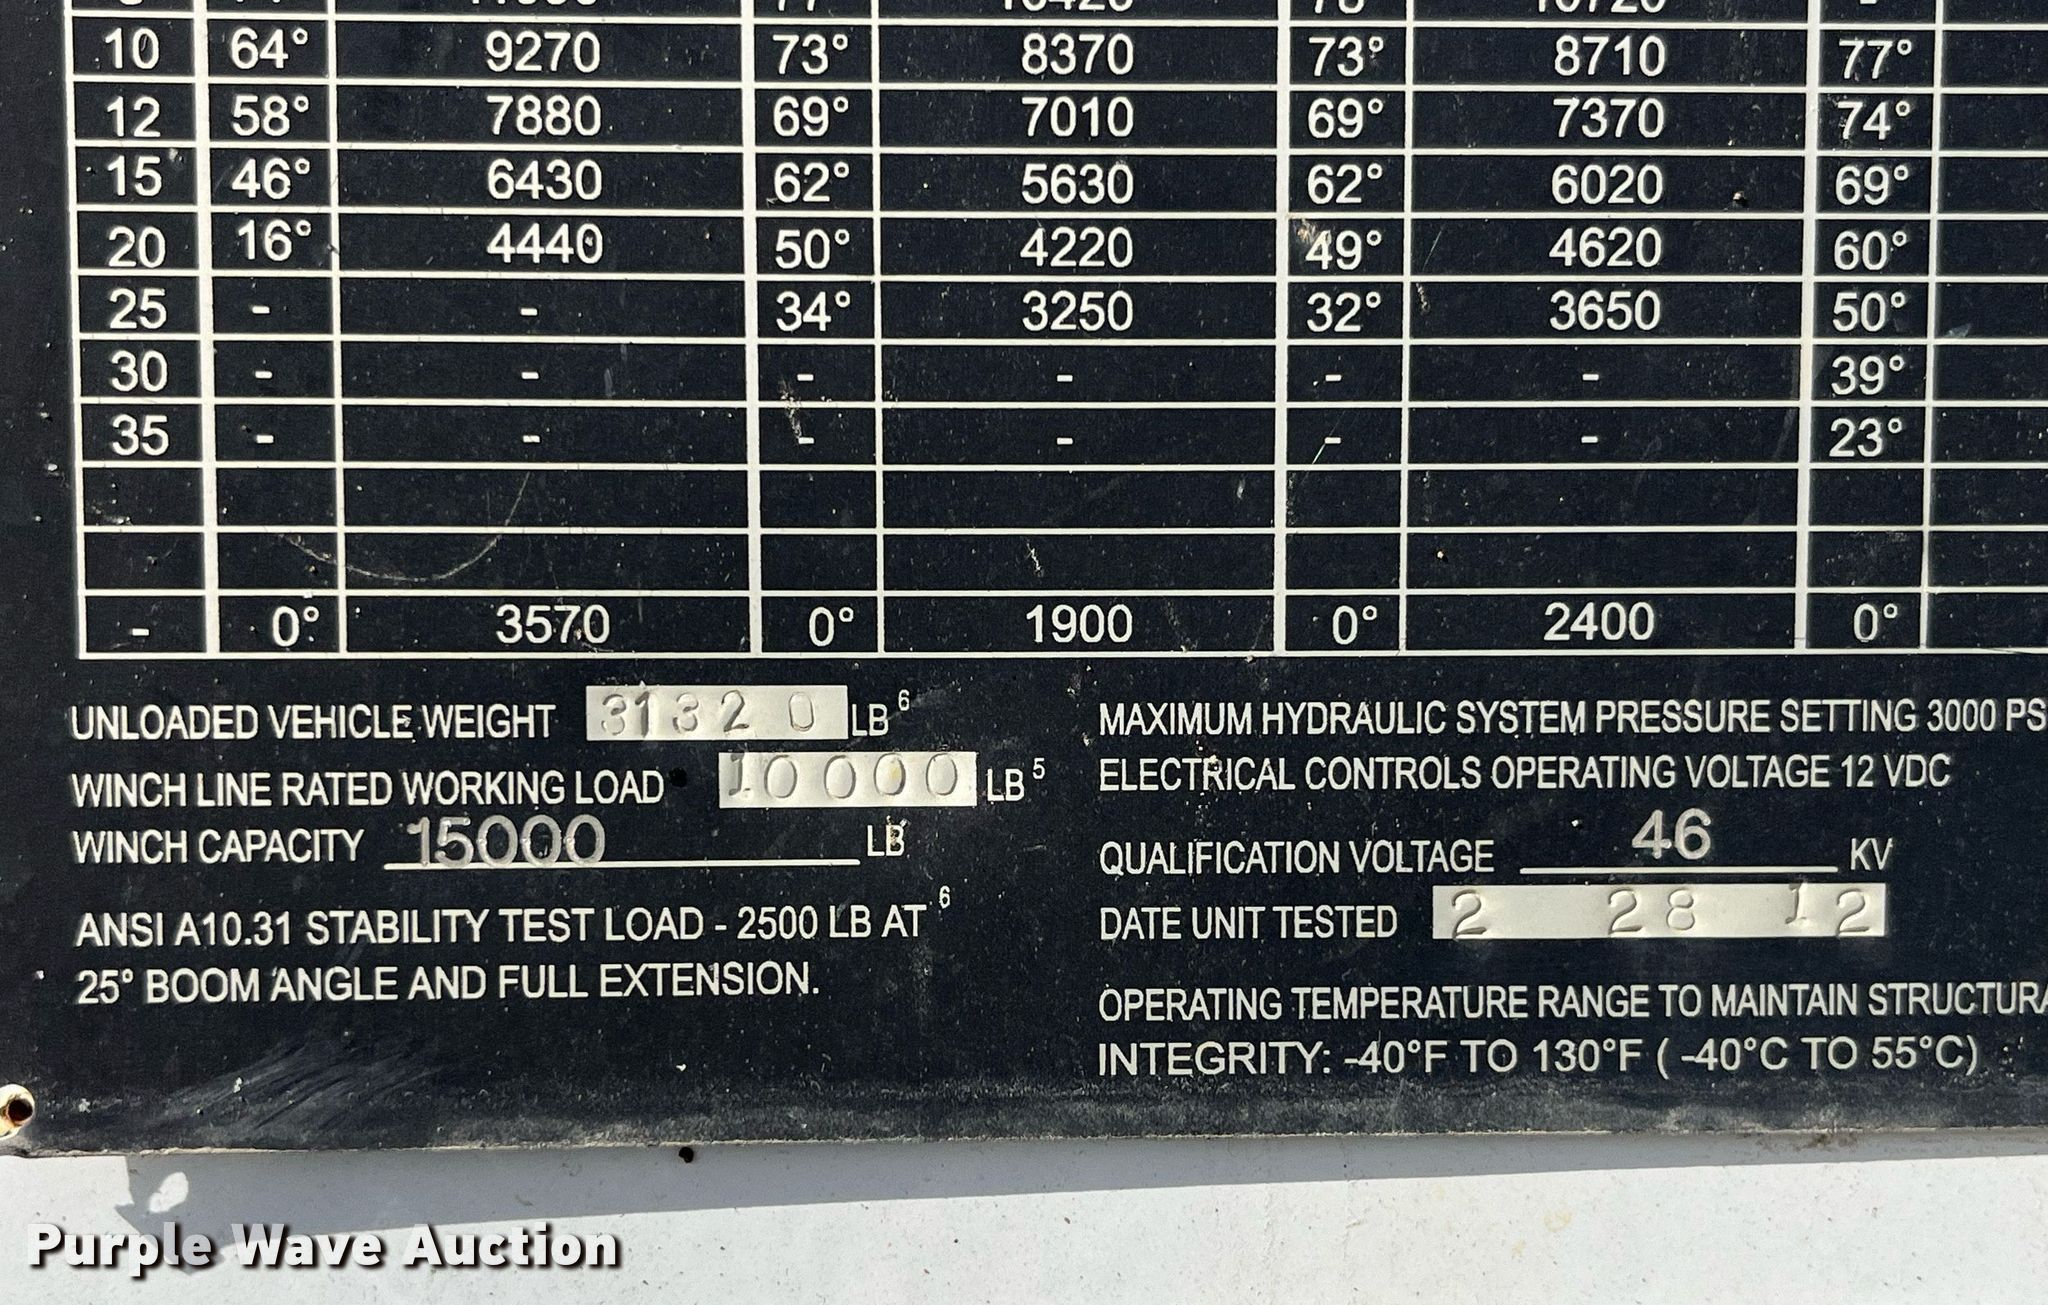 10 64° 9270 73° 8370 73° 8710 77°
12 58° 7880 69° 7010 69° 7370 74°
15 46° 6430 62° 5630 62° 6020 69°
20 16° 4440 50° 4220 49° 4620 60°
25 - - 34° 3250 32° 3650 50°
30 - - - - - - 39°
35 - - - - - - 23°
- 0° 3570 0° 1900 0° 2400 0°
UNLOADED VEHICLE WEIGHT 31320 LB 6
WINCH LINE RATED WORKING LOAD 10000 LB 5
WINCH CAPACITY 15000 LB
ANSI A10.31 STABILITY TEST LOAD - 2500 LB AT 6
25° BOOM ANGLE AND FULL EXTENSION.
MAXIMUM HYDRAULIC SYSTEM PRESSURE SETTING 3000 PS
ELECTRICAL CONTROLS OPERATING VOLTAGE 12 VDC
QUALIFICATION VOLTAGE 46 KV
DATE UNIT TESTED 2 28 12
OPERATING TEMPERATURE RANGE TO MAINTAIN STRUCTURA
INTEGRITY: -40°F TO 130°F ( -40°C TO 55°C)
Purple Wave Auction